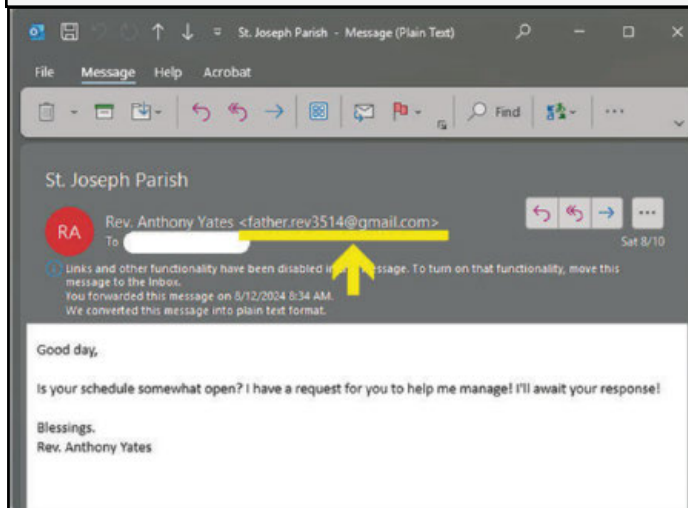 St. Joseph Parish - Message (Plain Text)
File Message Help Acrobat
Find
St. Joseph Parish
RA
Rev. Anthony Yates <father.rev3514@gmail.com>
To
Sat 8/10
Links and other functionality have been disabled in message. To turn on that functionality, move this
message to the Inbox.
You forwarded this message on 8/12/2024 8:34 AM.
We converted this message into plain text format.
Good day,
Is your schedule somewhat open? I have a request for you to help me manage! I'll await your response!
Blessings.
Rev. Anthony Yates